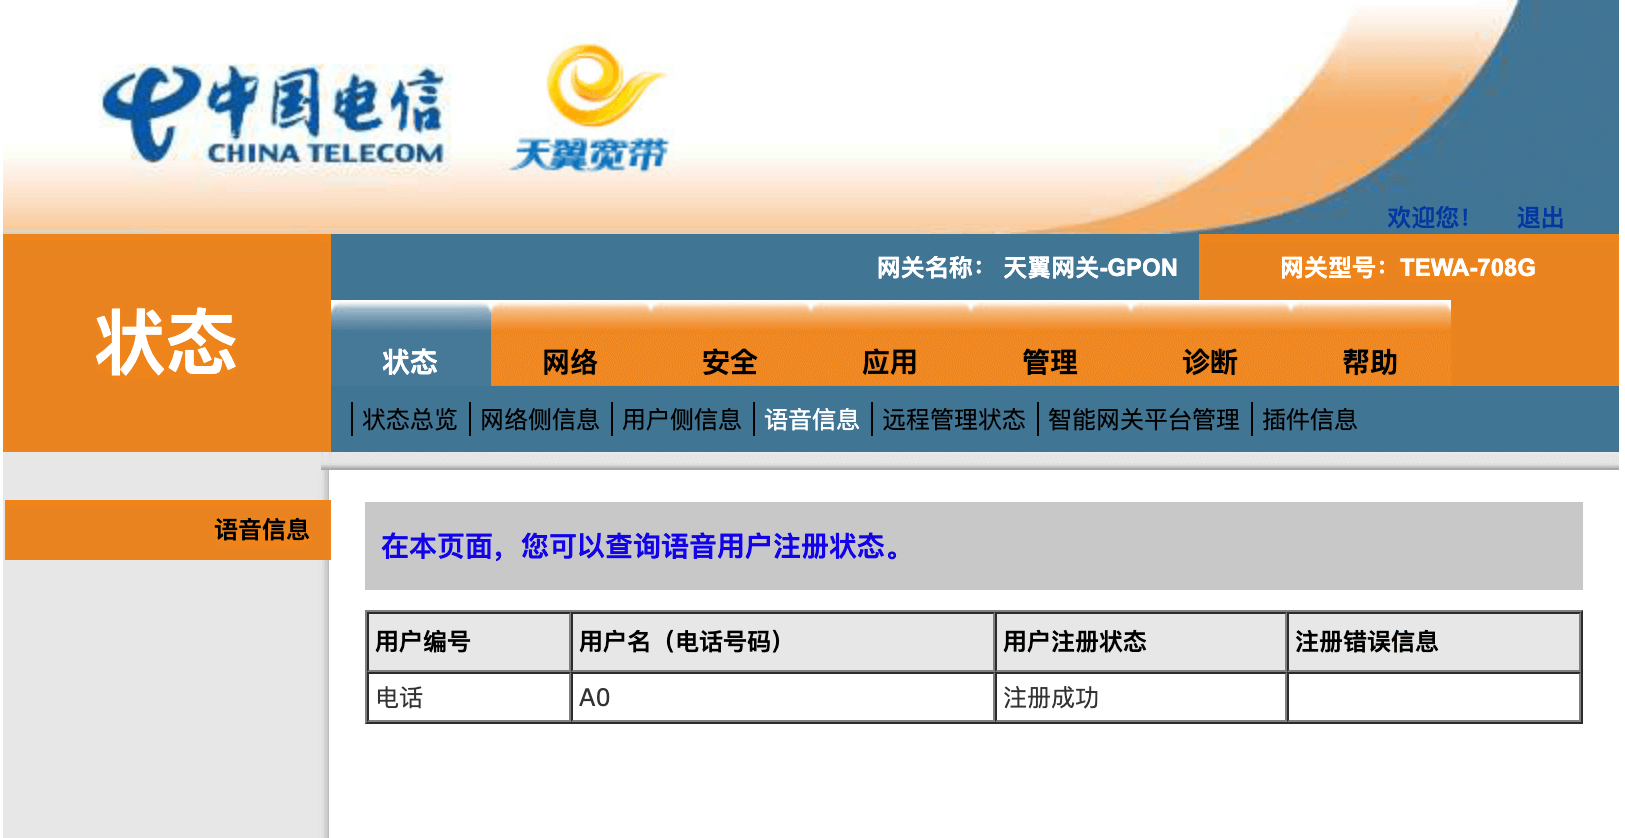 中国电信
CHINA TELECOM
天翼宽带
欢迎您! 退出
网关名称: 天翼网关-GPON 网关型号: TEWA-708G
状态
状态 网络 安全 应用 管理 诊断 帮助
状态总览 网络侧信息 用户侧信息 语音信息 远程管理状态 智能网关平台管理 插件信息
语音信息
在本页面，您可以查询语音用户注册状态。
用户编号 用户名（电话号码） 用户注册状态 注册错误信息
电话 A0 注册成功